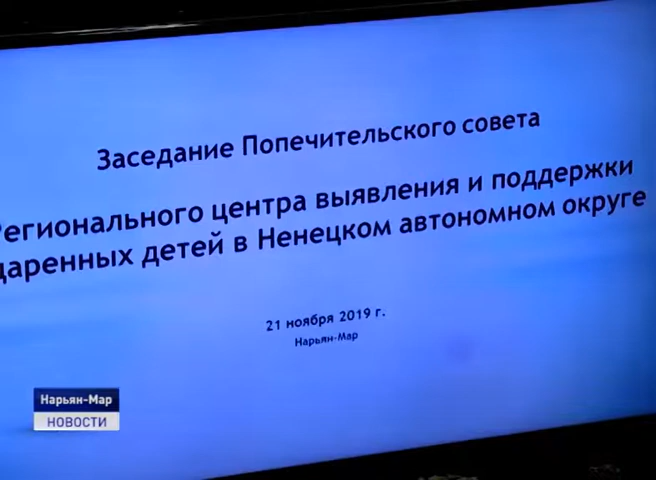 Заседание Попечительского совета
Регионального центра выявления и поддержки
даренных детей в Ненецком автономном округе
21 ноября 2019 г.
Нарьян-Мар
Нарьян-Мар
НОВОСТИ